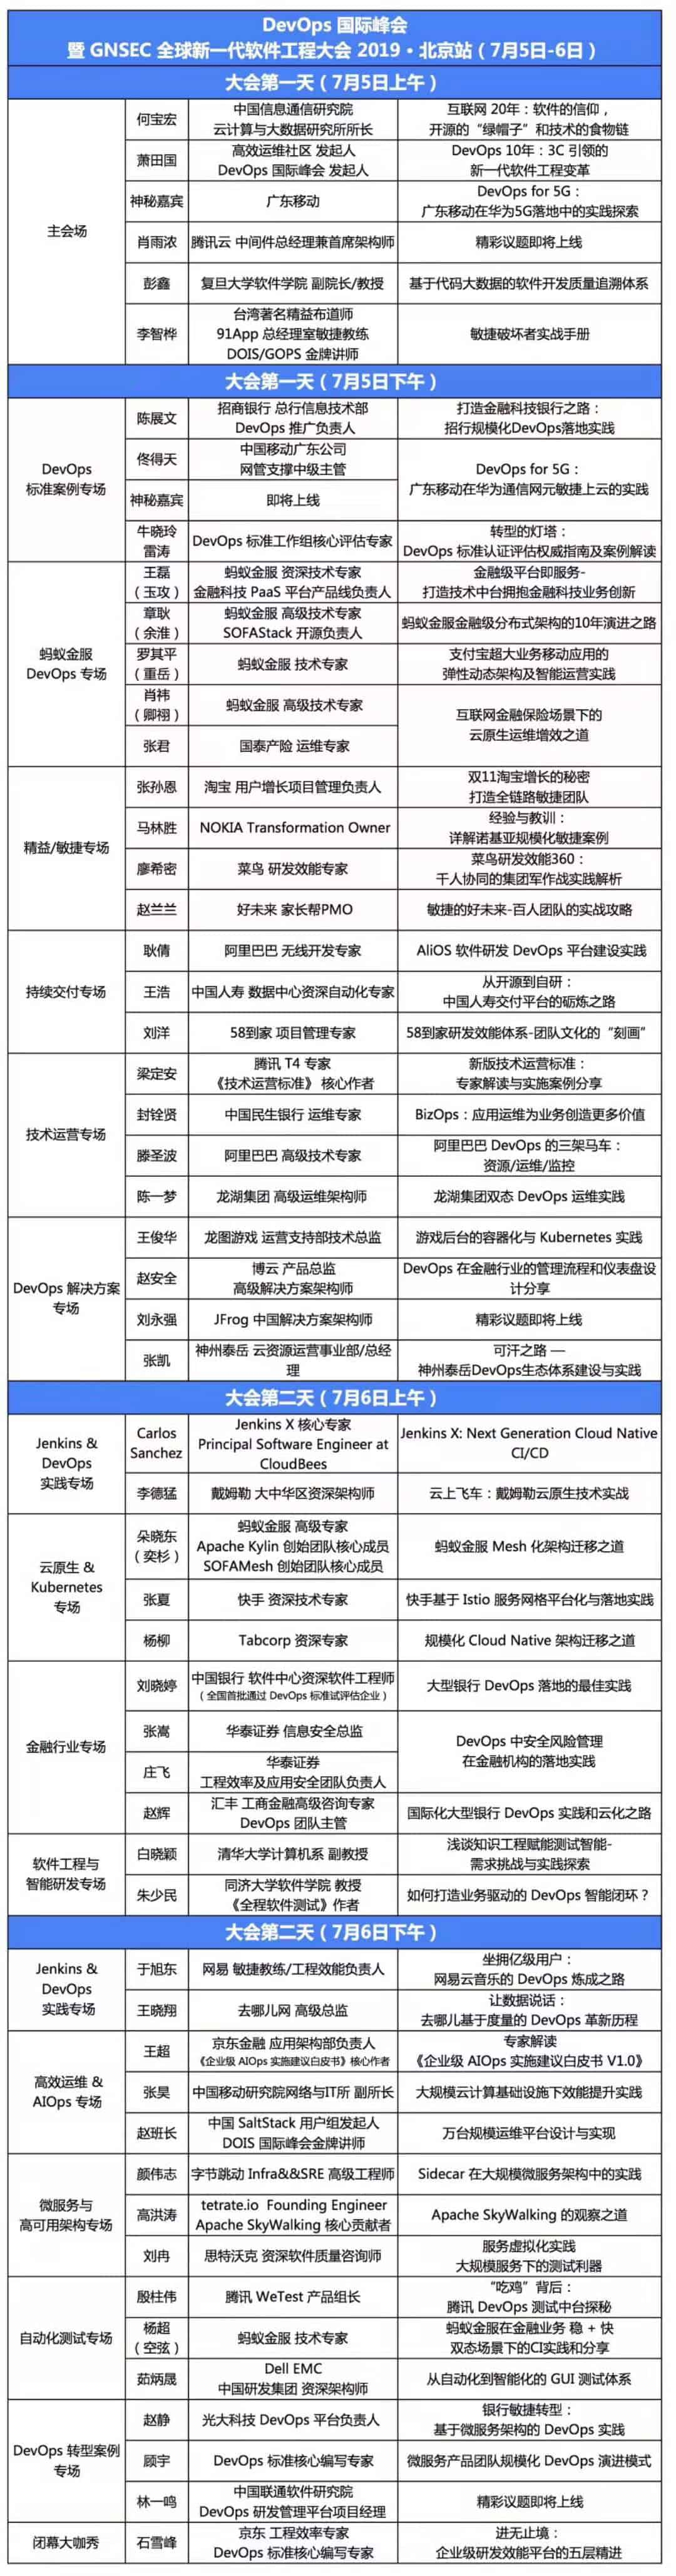 DevOps 国际峰会
暨 GNSEC 全球新一代软件工程大会 2019·北京站（7月5日-6日）
大会第一天（7月5日上午）
主会场
何宝宏
中国信息通信研究院
云计算与大数据研究所所长
互联网 20年：软件的信仰，
开源的“绿帽子”和技术的食物链
萧田国
高效运维社区 发起人
DevOps 国际峰会 发起人
DevOps 10年：3C 引领的
新一代软件工程变革
神秘嘉宾
广东移动
DevOps for 5G：
广东移动在华为5G落地中的实践探索
肖雨浓
腾讯云 中间件总经理兼首席架构师
精彩议题即将上线
彭鑫
复旦大学软件学院 副院长/教授
基于代码大数据的软件开发质量追溯体系
李智桦
台湾著名精益布道师
91App 总经理室敏捷教练
DOIS/GOPS 金牌讲师
敏捷破坏者实战手册
大会第一天（7月5日下午）
DevOps
标准案例专场
陈展文
招商银行 总行信息技术部
DevOps 推广负责人
打造金融科技银行之路：
招行规模化DevOps落地实践
佟得天
中国移动广东公司
网管支撑中级主管
DevOps for 5G：
广东移动在华为通信网元敏捷上云的实践
神秘嘉宾
即将上线
牛晓玲
雷涛
DevOps 标准工作组核心评估专家
转型的灯塔：
DevOps 标准认证评估权威指南及案例解读
蚂蚁金服
DevOps 专场
王磊
（玉攻）
蚂蚁金服 资深技术专家
金融科技 PaaS 平台产品线负责人
金融级平台即服务-
打造技术中台拥抱金融科技业务创新
章耿
（余淮）
蚂蚁金服 高级技术专家
SOFAStack 开源负责人
蚂蚁金服金融级分布式架构的10年演进之路
罗其平
（重岳）
蚂蚁金服 技术专家
支付宝超大业务移动应用的
弹性动态架构及智能运营实践
肖祎
（卿祤）
蚂蚁金服 高级技术专家
互联网金融保险场景下的
云原生运维增效之道
张君
国泰产险 运维专家
精益/敏捷专场
张孙恩
淘宝 用户增长项目管理负责人
双11淘宝增长的秘密
打造全链路敏捷团队
马林胜
NOKIA Transformation Owner
经验与教训：
详解诺基亚规模化敏捷案例
廖希密
菜鸟 研发效能专家
菜鸟研发效能360：
千人协同的集团军作战实践解析
赵兰兰
好未来 家长帮PMO
敏捷的好未来-百人团队的实战攻略
持续交付专场
耿倩
阿里巴巴 无线开发专家
AliOS 软件研发 DevOps 平台建设实践
王浩
中国人寿 数据中心资深自动化专家
从开源到自研：
中国人寿交付平台的砺炼之路
刘洋
58到家 项目管理专家
58到家研发效能体系-团队文化的“刻画”
技术运营专场
梁定安
腾讯 T4 专家
《技术运营标准》 核心作者
新版技术运营标准：
专家解读与实施案例分享
封铨贤
中国民生银行 运维专家
BizOps：应用运维为业务创造更多价值
滕圣波
阿里巴巴 高级技术专家
阿里巴巴 DevOps 的三架马车：
资源/运维/监控
陈一梦
龙湖集团 高级运维架构师
龙湖集团双态 DevOps 运维实践
DevOps 解决方案
专场
王俊华
龙图游戏 运营支持部技术总监
游戏后台的容器化与 Kubernetes 实践
赵安全
博云 产品总监
高级解决方案架构师
DevOps 在金融行业的管理流程和仪表盘设
计分享
刘永强
JFrog 中国解决方案架构师
精彩议题即将上线
张凯
神州泰岳 云资源运营事业部/总经
理
可汗之路 —
神州泰岳DevOps生态体系建设与实践
大会第二天（7月6日上午）
Jenkins &
DevOps
实践专场
Carlos
Sanchez
Jenkins X 核心专家
Principal Software Engineer at
CloudBees
Jenkins X: Next Generation Cloud Native
CI/CD
李德猛
戴姆勒 大中华区资深架构师
云上飞车：戴姆勒云原生技术实战
云原生 &
Kubernetes
专场
朵晓东
（奕杉）
蚂蚁金服 高级专家
Apache Kylin 创始团队核心成员
SOFAMesh 创始团队核心成员
蚂蚁金服 Mesh 化架构迁移之道
张夏
快手 资深技术专家
快手基于 Istio 服务网格平台化与落地实践
杨柳
Tabcorp 资深专家
规模化 Cloud Native 架构迁移之道
金融行业专场
刘晓婷
中国银行 软件中心资深软件工程师
（全国首批通过 DevOps 标准试评估企业）
大型银行 DevOps 落地的最佳实践
张嵩
华泰证券 信息安全总监
DevOps 中安全风险管理
在金融机构的落地实践
庄飞
华泰证券
工程效率及应用安全团队负责人
赵辉
汇丰 工商金融高级咨询专家
DevOps 团队主管
国际化大型银行 DevOps 实践和云化之路
软件工程与
智能研发专场
白晓颖
清华大学计算机系 副教授
浅谈知识工程赋能测试智能-
需求挑战与实践探索
朱少民
同济大学软件学院 教授
《全程软件测试》作者
如何打造业务驱动的 DevOps 智能闭环？
大会第二天（7月6日下午）
Jenkins &
DevOps
实践专场
于旭东
网易 敏捷教练/工程效能负责人
坐拥亿级用户：
网易云音乐的 DevOps 炼成之路
王晓翔
去哪儿网 高级总监
让数据说话：
去哪儿基于度量的 DevOps 革新历程
高效运维 &
AIOps 专场
王超
京东金融 应用架构部负责人
《企业级 AIOps 实施建议白皮书》核心作者
专家解读
《企业级 AIOps 实施建议白皮书 V1.0》
张昊
中国移动研究院网络与IT所 副所长
大规模云计算基础设施下效能提升实践
赵班长
中国 SaltStack 用户组发起人
DOIS 国际峰会金牌讲师
万台规模运维平台设计与实现
微服务与
高可用架构专场
颜伟志
字节跳动 Infra&&SRE 高级工程师
Sidecar 在大规模微服务架构中的实践
高洪涛
tetrate.io Founding Engineer
Apache SkyWalking 核心贡献者
Apache SkyWalking 的观察之道
刘冉
思特沃克 资深软件质量咨询师
服务虚拟化实践
大规模服务下的测试利器
自动化测试专场
殷柱伟
腾讯 WeTest 产品组长
“吃鸡”背后：
腾讯 DevOps 测试中台探秘
杨超
（空弦）
蚂蚁金服 技术专家
蚂蚁金服在金融业务 稳 + 快
双态场景下的CI实践和分享
茹炳晟
Dell EMC
中国研发集团 资深架构师
从自动化到智能化的 GUI 测试体系
DevOps 转型案例
专场
赵静
光大科技 DevOps 平台负责人
银行敏捷转型：
基于微服务架构的 DevOps 实践
顾宇
DevOps 标准核心编写专家
微服务产品团队规模化 DevOps 演进模式
林一鸣
中国联通软件研究院
DevOps 研发管理平台项目经理
精彩议题即将上线
闭幕大咖秀
石雪峰
京东 工程效率专家
DevOps 标准核心编写专家
进无止境：
企业级研发效能平台的五层精进